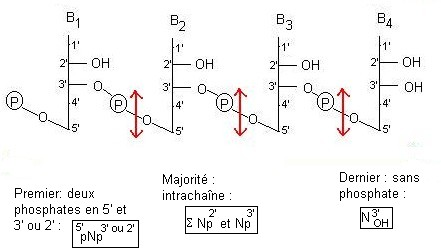 B1 B2 B3 B4
1' 1' 1' 1'
2' OH 2' OH 2' OH 2' OH
3' O 3' O 3' O 3' OH
P 4' P 4' P 4' P 4'
O 5' O 5' O 5' O 5'
Premier: deux
phosphates en 5' et
3' ou 2' : 5'pNp3' ou 2'
Majorité :
intrachaîne :
Σ Np2' et Np3'
Dernier : sans
phosphate :
N3'OH